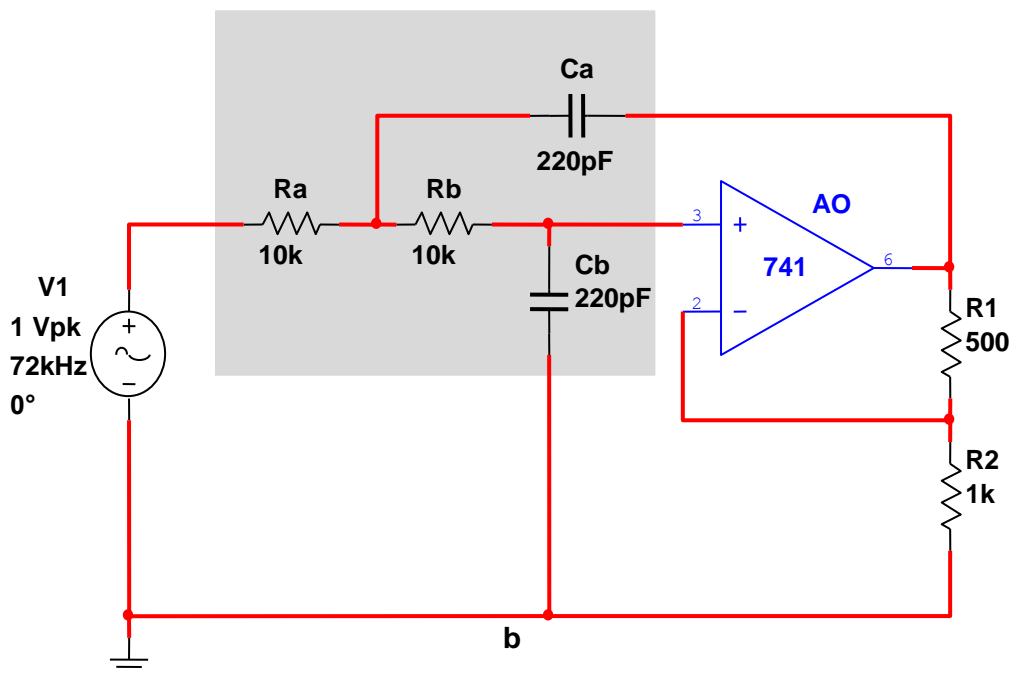 Ca
220pF
Ra
10k
Rb
10k
3
+
AO
741
6
2
−
Cb
220pF
V1
1 Vpk
72kHz
0°
+
−
R1
500
R2
1k
b